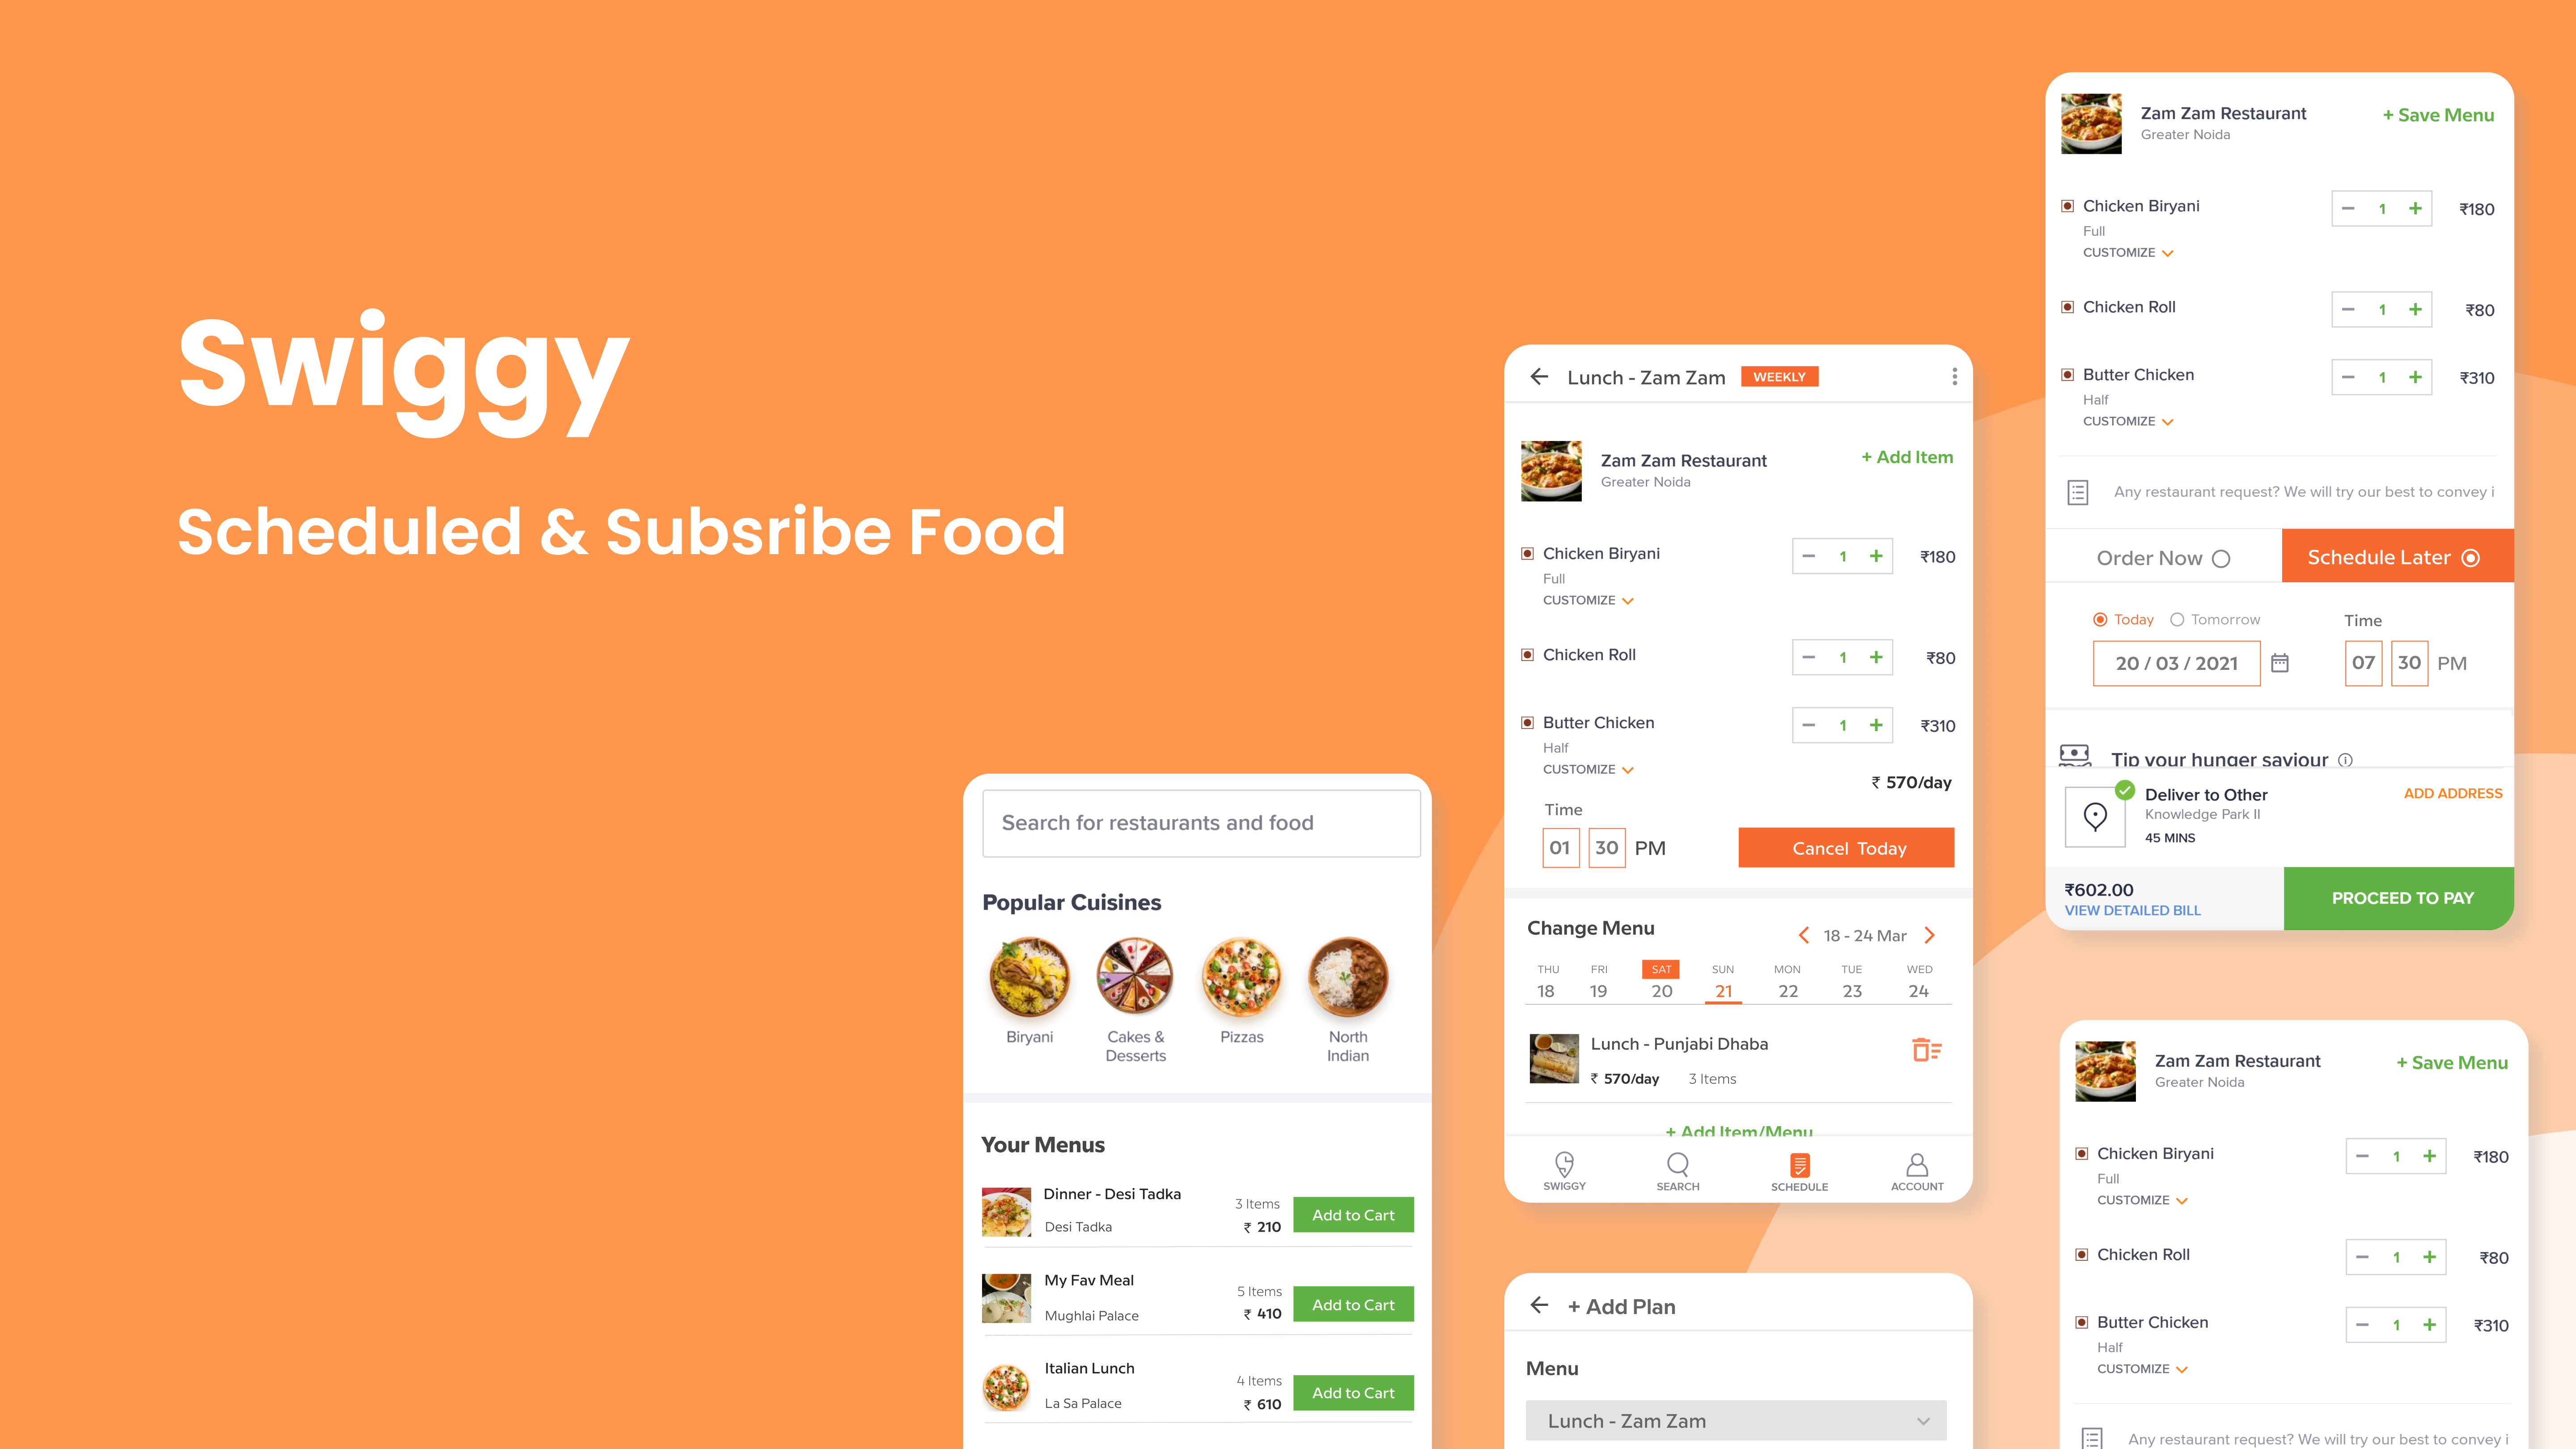 Swiggy
Scheduled & Subsribe Food
Search for restaurants and food
Popular Cuisines
Biryani
Cakes &
Desserts
Pizzas
North
Indian
Your Menus
Dinner - Desi Tadka
Desi Tadka
3 Items
₹ 210
Add to Cart
My Fav Meal
Mughlai Palace
5 Items
₹ 410
Add to Cart
Italian Lunch
La Sa Palace
4 Items
₹ 610
Add to Cart
Lunch - Zam Zam WEEKLY
Zam Zam Restaurant
Greater Noida
+ Add Item
Chicken Biryani
Full
CUSTOMIZE
− 1 + ₹180
Chicken Roll
− 1 + ₹80
Butter Chicken
Half
CUSTOMIZE
− 1 + ₹310
₹ 570/day
Time
01 30 PM
Cancel Today
Change Menu
18 - 24 Mar
THU FRI SAT SUN MON TUE WED
18 19 20 21 22 23 24
Lunch - Punjabi Dhaba
₹ 570/day 3 Items
+ Add Item/Menu
SWIGGY SEARCH SCHEDULE ACCOUNT
+ Add Plan
Menu
Lunch - Zam Zam
Zam Zam Restaurant
Greater Noida
+ Save Menu
Chicken Biryani
Full
CUSTOMIZE
− 1 + ₹180
Chicken Roll
− 1 + ₹80
Butter Chicken
Half
CUSTOMIZE
− 1 + ₹310
Any restaurant request? We will try our best to convey i
Order Now Schedule Later
Today Tomorrow
Time
20 / 03 / 2021
07 30 PM
Tip your hunger saviour
Deliver to Other
Knowledge Park II
45 MINS
ADD ADDRESS
₹602.00
VIEW DETAILED BILL
PROCEED TO PAY
Zam Zam Restaurant
Greater Noida
+ Save Menu
Chicken Biryani
Full
CUSTOMIZE
− 1 + ₹180
Chicken Roll
− 1 + ₹80
Butter Chicken
Half
CUSTOMIZE
− 1 + ₹310
Any restaurant request? We will try our best to convey i